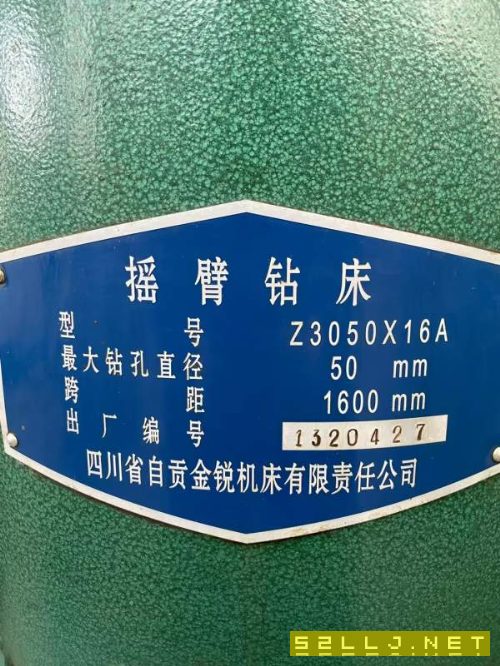 摇臂钻床
型号 Z3050X16A
最大钻孔直径 50 mm
跨距 1600 mm
出厂编号 1320427
四川省自贡金锐机床有限责任公司
52LLJ.NET